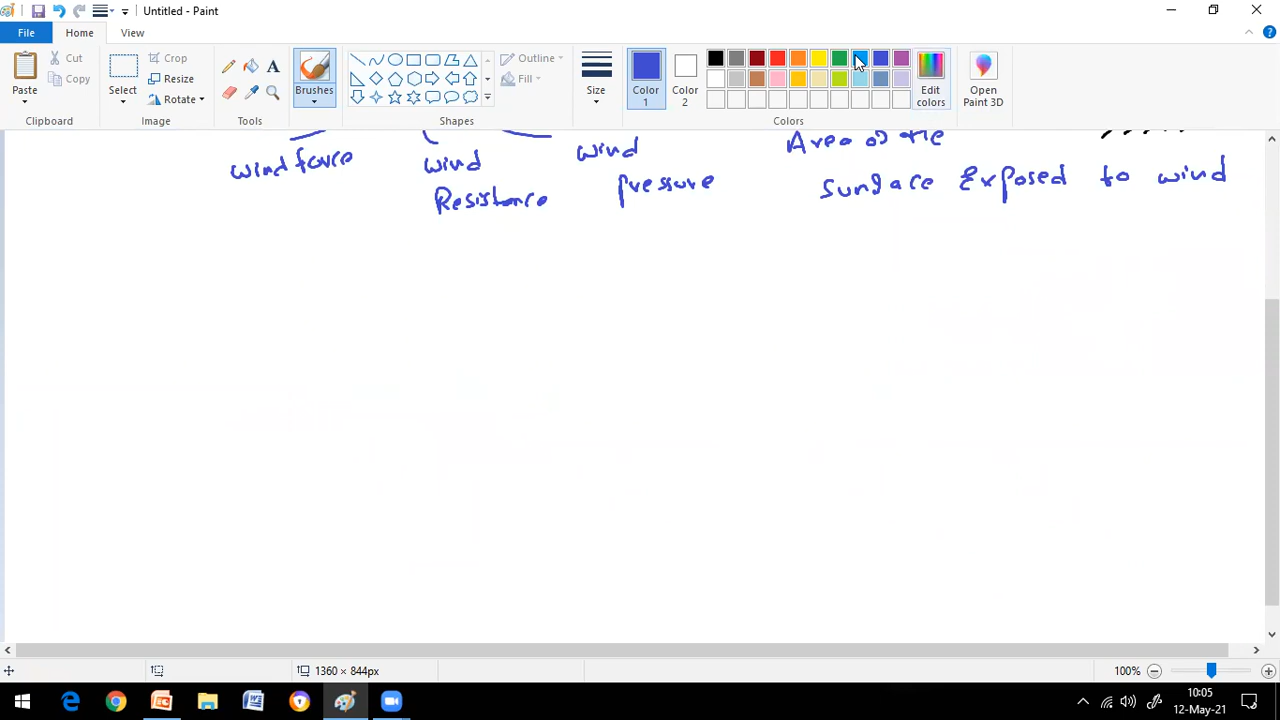 Untitled - Paint
File Home View
Cut
Copy
Paste
Clipboard
Crop
Resize
Rotate
Select
Image
Tools
Brushes
Outline
Fill
Shapes
Size
Color 1
Color 2
Edit colors
Open Paint 3D
Colors
wind force
wind
Resistance
wind
pressure
Area of the
Surface Exposed to wind
1360 × 844px
100%
10:05
12-May-21